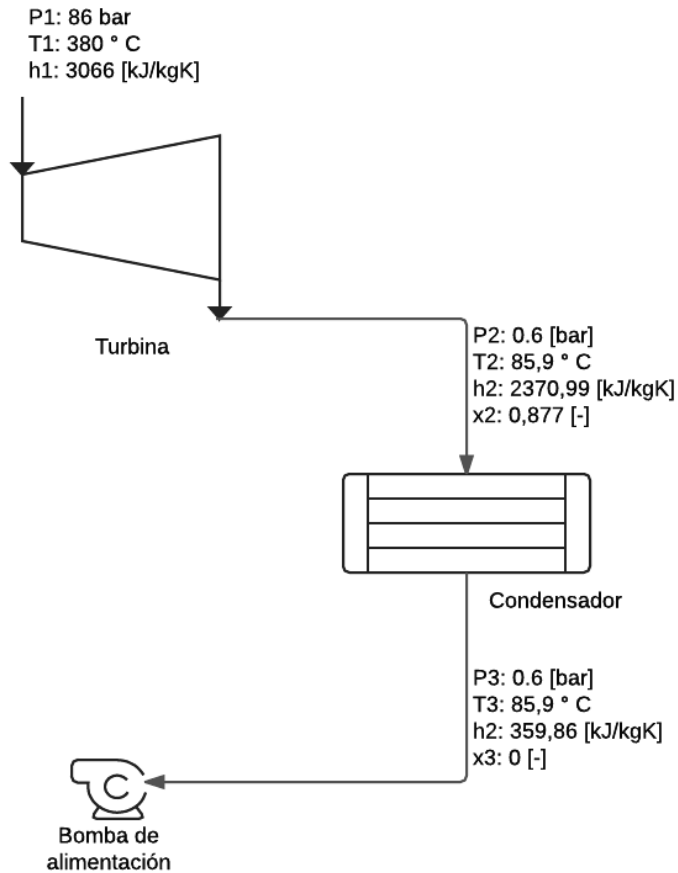 P1: 86 bar
T1: 380 ° C
h1: 3066 [kJ/kgK]
Turbina
P2: 0.6 [bar]
T2: 85,9 ° C
h2: 2370,99 [kJ/kgK]
x2: 0,877 [-]
Condensador
P3: 0.6 [bar]
T3: 85,9 ° C
h2: 359,86 [kJ/kgK]
x3: 0 [-]
Bomba de
alimentación